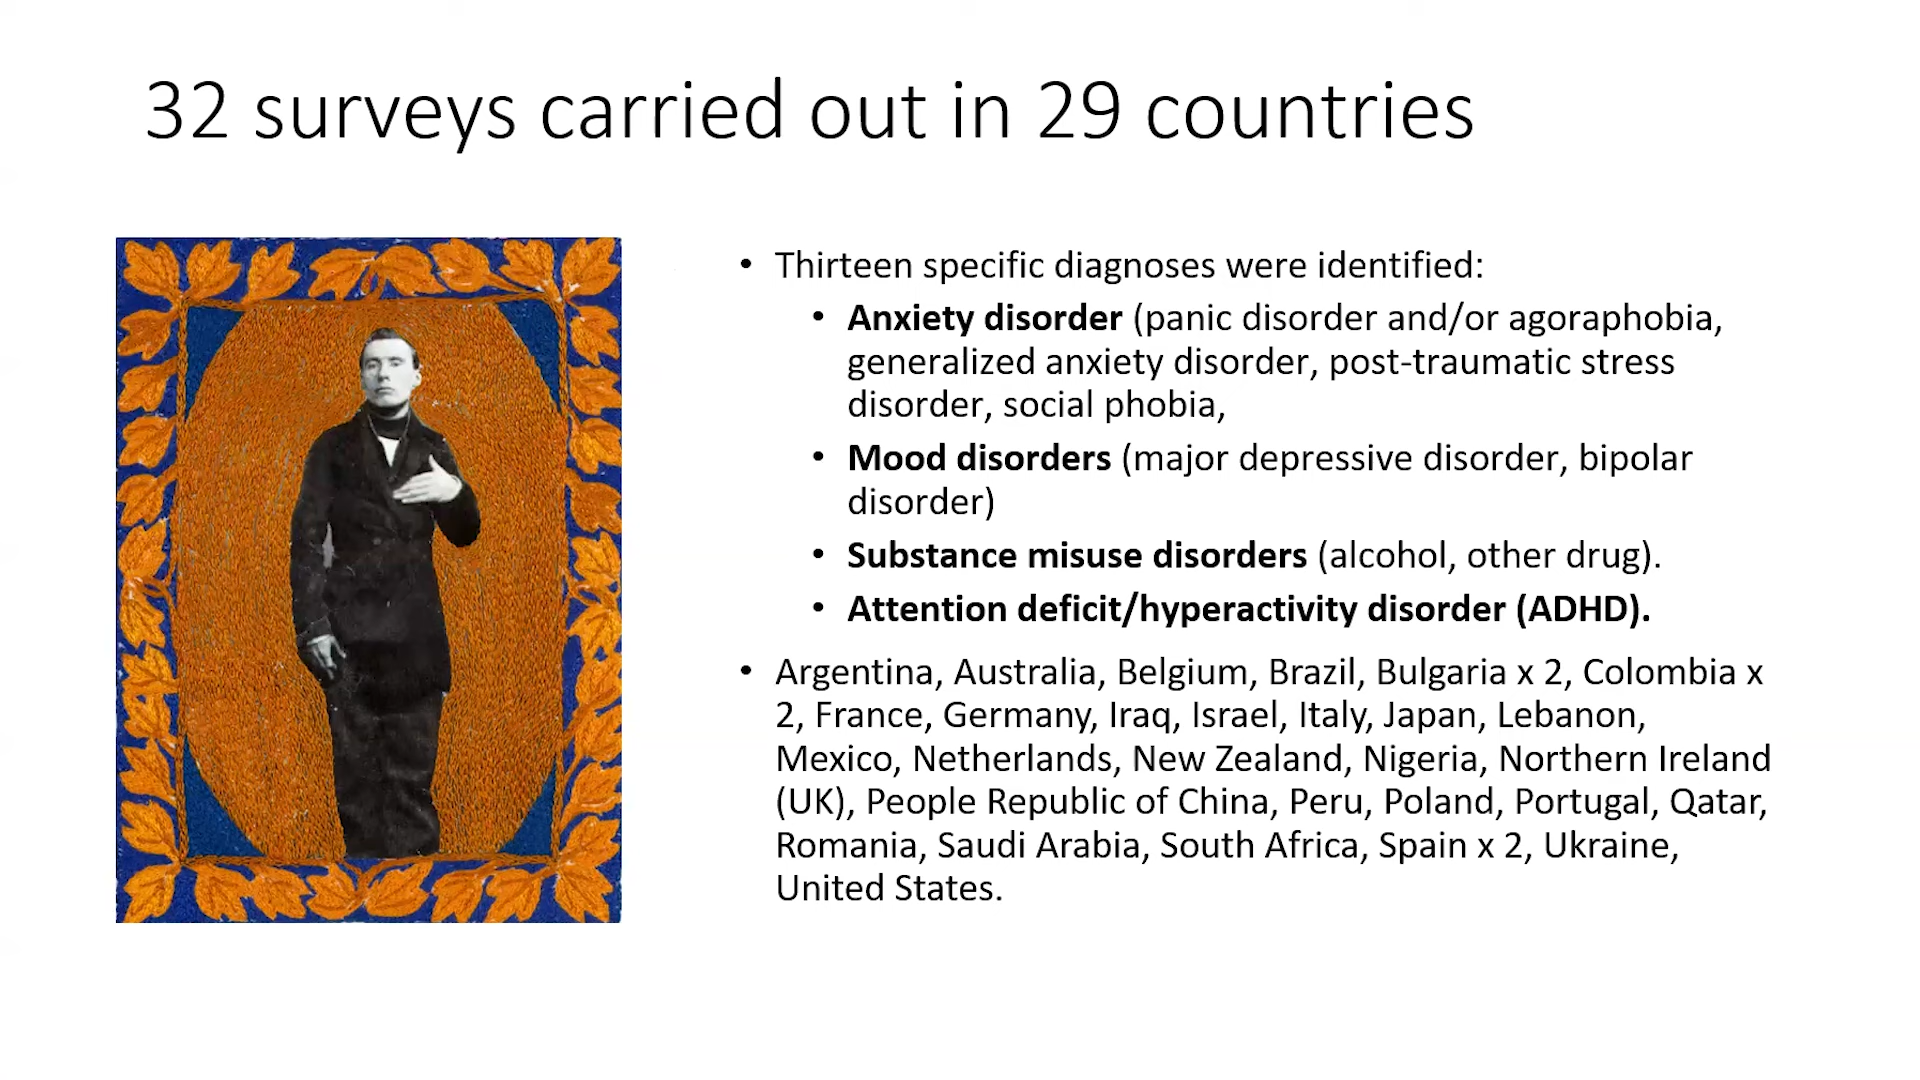 32 surveys carried out in 29 countries
• Thirteen specific diagnoses were identified:
• Anxiety disorder (panic disorder and/or agoraphobia,
generalized anxiety disorder, post-traumatic stress
disorder, social phobia,
• Mood disorders (major depressive disorder, bipolar
disorder)
• Substance misuse disorders (alcohol, other drug).
• Attention deficit/hyperactivity disorder (ADHD).
• Argentina, Australia, Belgium, Brazil, Bulgaria x 2, Colombia x
2, France, Germany, Iraq, Israel, Italy, Japan, Lebanon,
Mexico, Netherlands, New Zealand, Nigeria, Northern Ireland
(UK), People Republic of China, Peru, Poland, Portugal, Qatar,
Romania, Saudi Arabia, South Africa, Spain x 2, Ukraine,
United States.